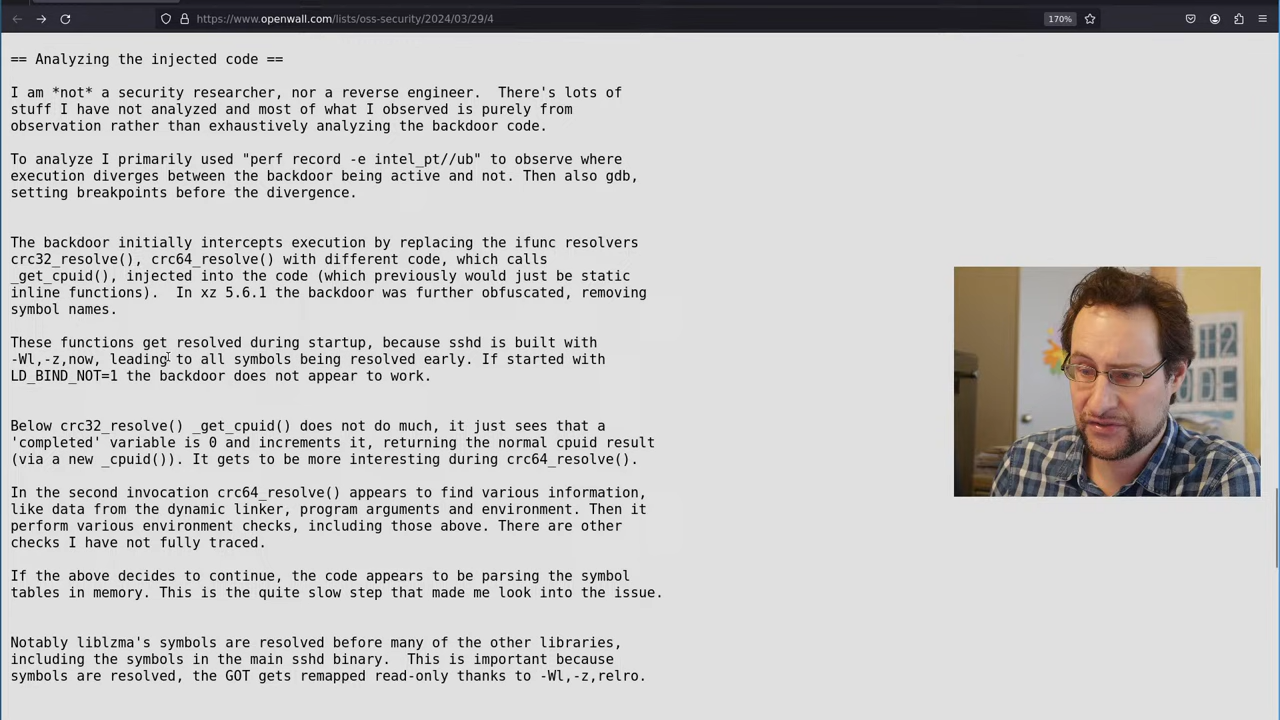 https://www.openwall.com/lists/oss-security/2024/03/29/4
170%
== Analyzing the injected code ==
I am *not* a security researcher, nor a reverse engineer.  There's lots of
stuff I have not analyzed and most of what I observed is purely from
observation rather than exhaustively analyzing the backdoor code.
To analyze I primarily used "perf record -e intel_pt//ub" to observe where
execution diverges between the backdoor being active and not. Then also gdb,
setting breakpoints before the divergence.
The backdoor initially intercepts execution by replacing the ifunc resolvers
crc32_resolve(), crc64_resolve() with different code, which calls
_get_cpuid(), injected into the code (which previously would just be static
inline functions).  In xz 5.6.1 the backdoor was further obfuscated, removing
symbol names.
These functions get resolved during startup, because sshd is built with
-Wl,-z,now, leading to all symbols being resolved early. If started with
LD_BIND_NOT=1 the backdoor does not appear to work.
Below crc32_resolve() _get_cpuid() does not do much, it just sees that a
'completed' variable is 0 and increments it, returning the normal cpuid result
(via a new _cpuid()). It gets to be more interesting during crc64_resolve().
In the second invocation crc64_resolve() appears to find various information,
like data from the dynamic linker, program arguments and environment. Then it
perform various environment checks, including those above. There are other
checks I have not fully traced.
If the above decides to continue, the code appears to be parsing the symbol
tables in memory. This is the quite slow step that made me look into the issue.
Notably liblzma's symbols are resolved before many of the other libraries,
including the symbols in the main sshd binary.  This is important because
symbols are resolved, the GOT gets remapped read-only thanks to -Wl,-z,relro.